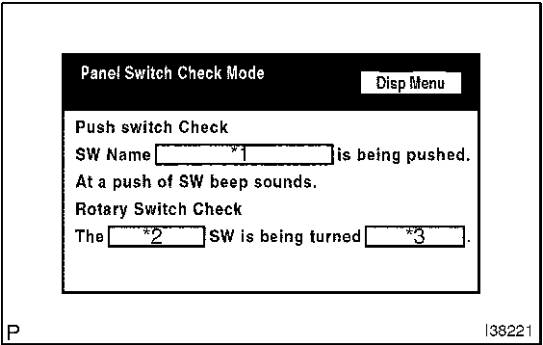 Panel Switch Check Mode
Disp Menu
Push switch Check
SW Name *1 is being pushed.
At a push of SW beep sounds.
Rotary Switch Check
The *2 SW is being turned *3.
P
I38221